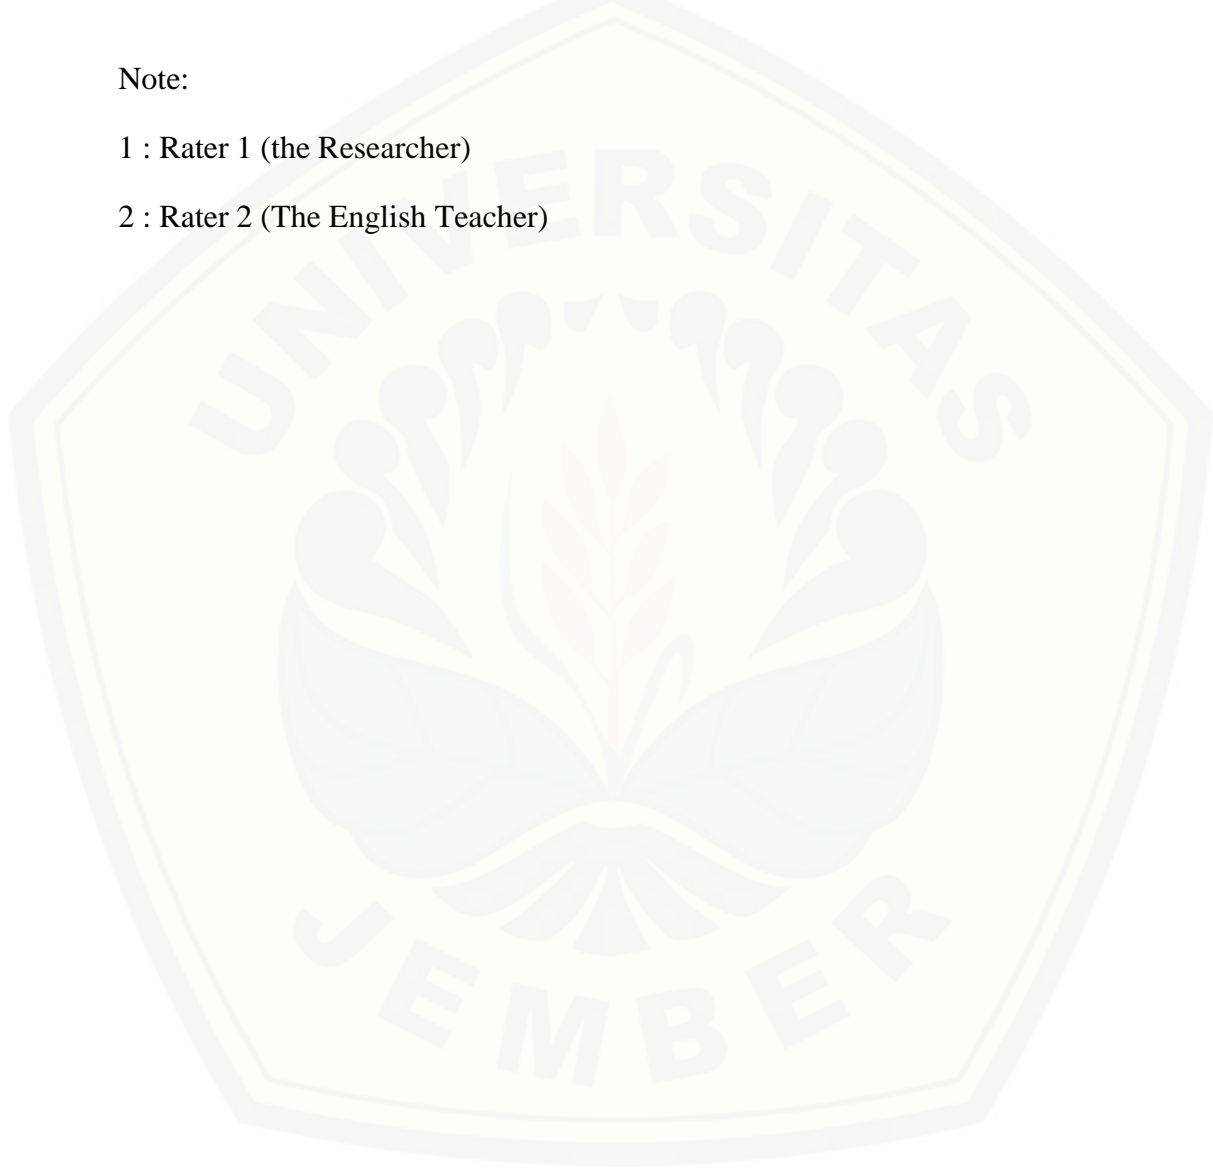 Note:
1 : Rater 1 (the Researcher)
2 : Rater 2 (The English Teacher)
UNIVERSITAS
JEMBER